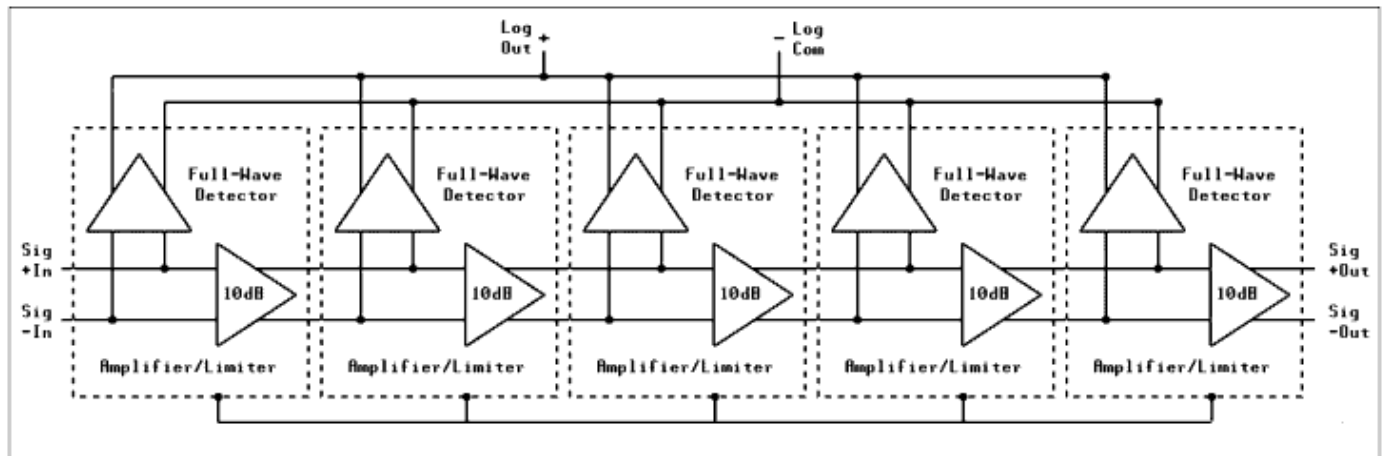 Log
Out +
- Log
Com
Full-Wave
Detector
Full-Wave
Detector
Full-Wave
Detector
Full-Wave
Detector
Full-Wave
Detector
Sig
+In
Sig
-In
10dB
10dB
10dB
10dB
10dB
Sig
+Out
Sig
-Out
Amplifier/Limiter
Amplifier/Limiter
Amplifier/Limiter
Amplifier/Limiter
Amplifier/Limiter